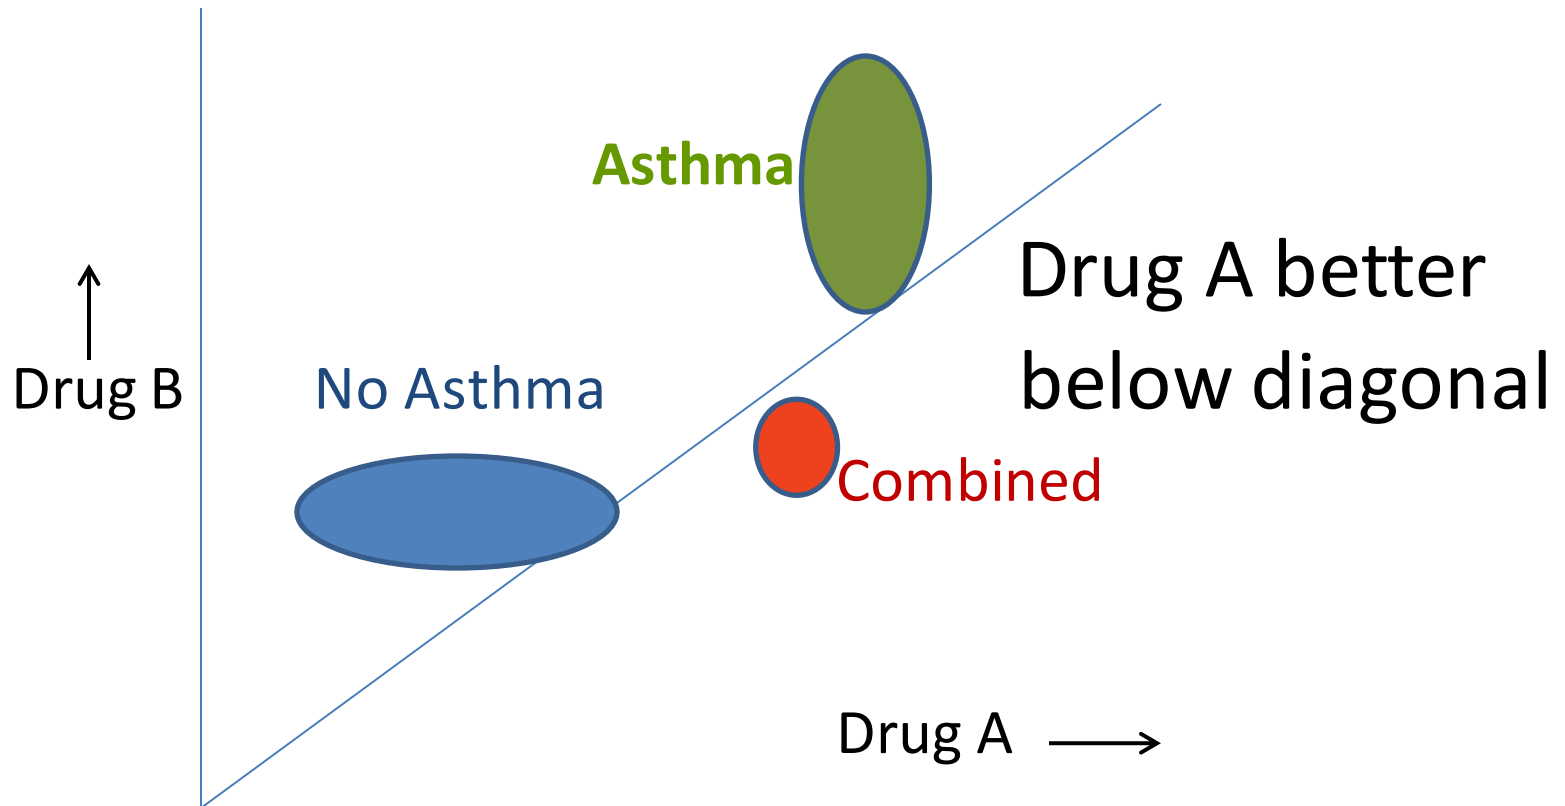 Asthma
Drug A better
below diagonal
Drug B
No Asthma
Combined
Drug A